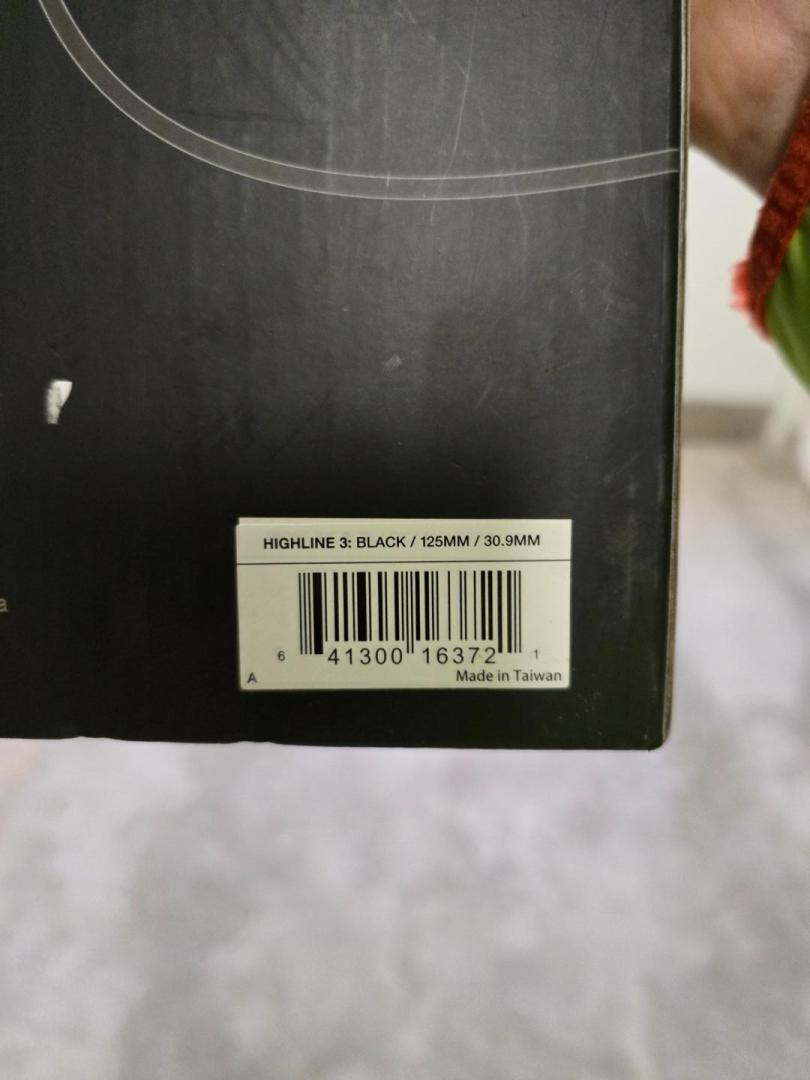 a
HIGHLINE 3: BLACK / 125MM / 30.9MM
6 41300 16372 1
A Made in Taiwan